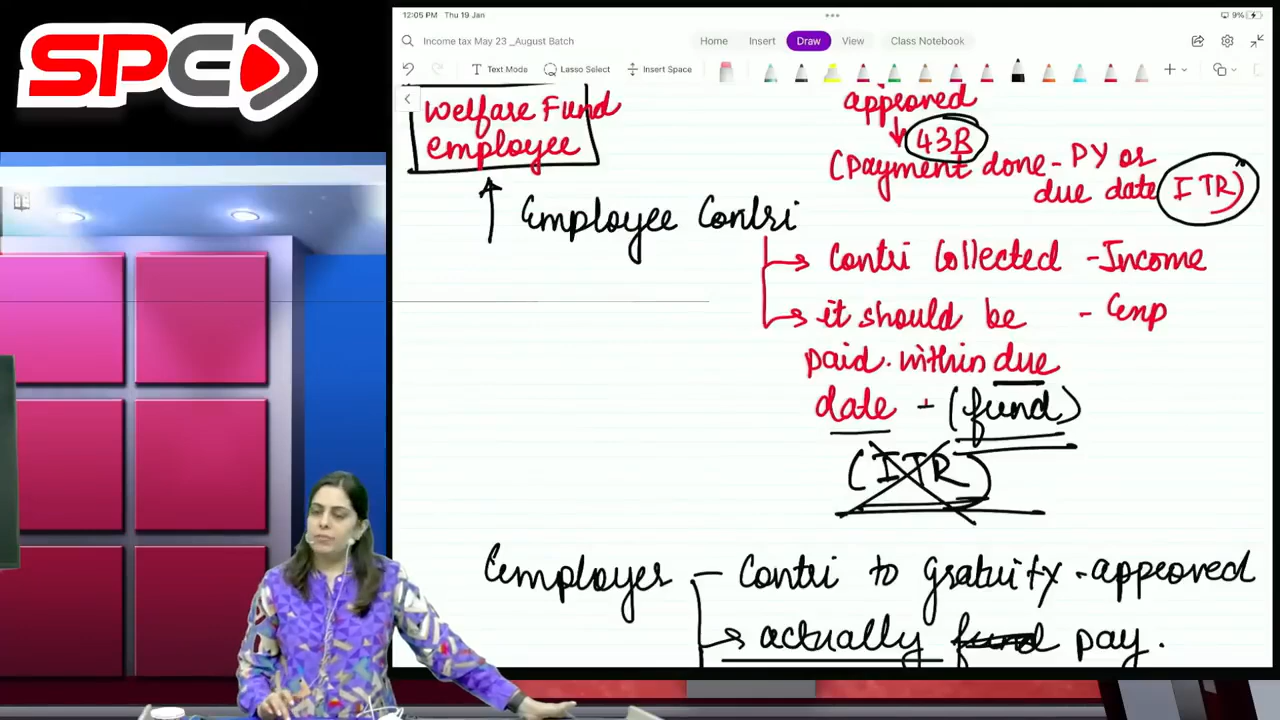 SPC
12:05 PM Thu 19 Jan
9%
Income tax May 23 _August Batch
Home Insert Draw View Class Notebook
Text Mode Lasso Select Insert Space
Welfare Fund
employee
approved
43B
(Payment done - PY or
due date ITR)
Employee Contri
Contri Collected - Income
it should be - Emp
paid. within due
date - (fund)
(ITR)
Eemployer - Contri to gratuity - approved
actually fund pay.